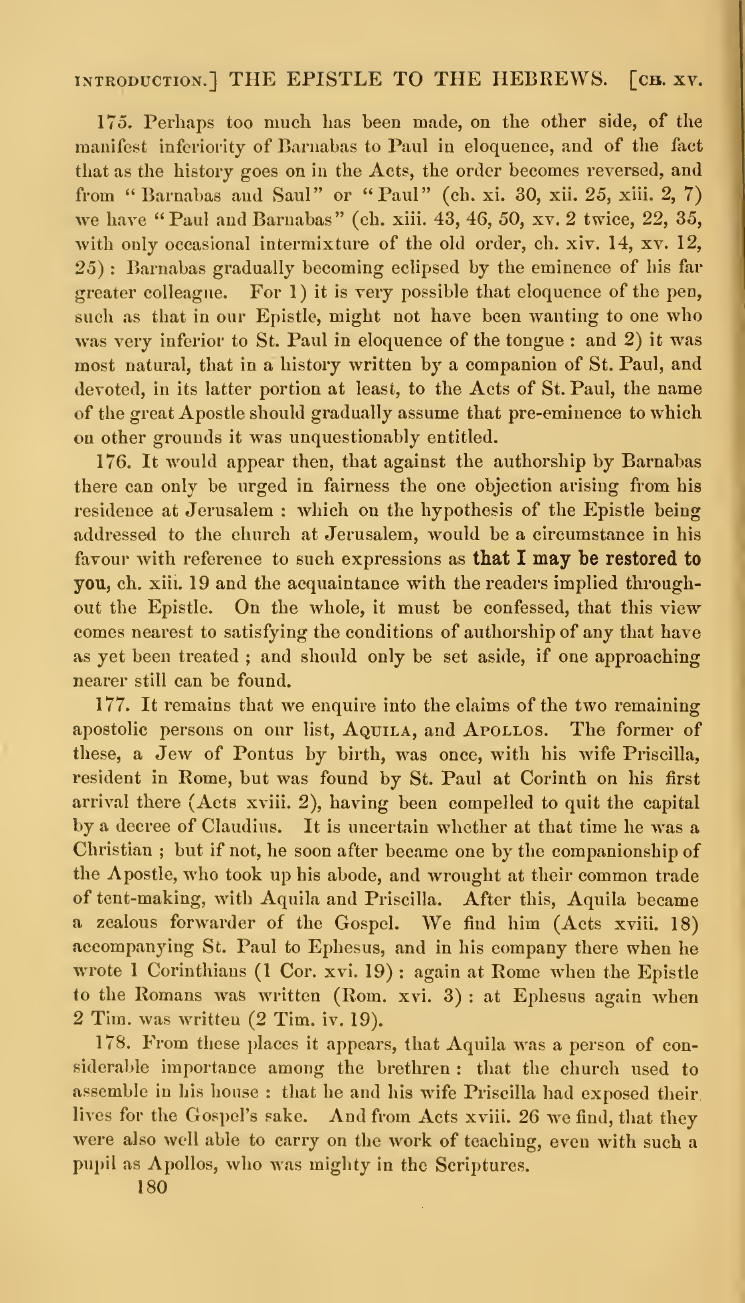 INTRODUCTION.] THE EPISTLE TO THE HEBREWS. [CH. XV.
175. Perhaps too much has been made, on the other side, of the
manifest inferiority of Barnabas to Paul in eloquence, and of the fact
that as the history goes on in the Acts, the order becomes reversed, and
from “Barnabas and Saul” or “Paul” (ch. xi. 30, xii. 25, xiii. 2, 7)
we have “Paul and Barnabas” (ch. xiii. 43, 46, 50, xv. 2 twice, 22, 35,
with only occasional intermixture of the old order, ch. xiv. 14, xv. 12,
25) : Barnabas gradually becoming eclipsed by the eminence of his far
greater colleague. For 1) it is very possible that eloquence of the pen,
such as that in our Epistle, might not have been wanting to one who
was very inferior to St. Paul in eloquence of the tongue : and 2) it was
most natural, that in a history written by a companion of St. Paul, and
devoted, in its latter portion at least, to the Acts of St. Paul, the name
of the great Apostle should gradually assume that pre-eminence to which
on other grounds it was unquestionably entitled.
176. It would appear then, that against the authorship by Barnabas
there can only be urged in fairness the one objection arising from his
residence at Jerusalem : which on the hypothesis of the Epistle being
addressed to the church at Jerusalem, would be a circumstance in his
favour with reference to such expressions as that I may be restored to
you, ch. xiii. 19 and the acquaintance with the readers implied through-
out the Epistle. On the whole, it must be confessed, that this view
comes nearest to satisfying the conditions of authorship of any that have
as yet been treated ; and should only be set aside, if one approaching
nearer still can be found.
177. It remains that we enquire into the claims of the two remaining
apostolic persons on our list, AQUILA, and APOLLOS. The former of
these, a Jew of Pontus by birth, was once, with his wife Priscilla,
resident in Rome, but was found by St. Paul at Corinth on his first
arrival there (Acts xviii. 2), having been compelled to quit the capital
by a decree of Claudius. It is uncertain whether at that time he was a
Christian ; but if not, he soon after became one by the companionship of
the Apostle, who took up his abode, and wrought at their common trade
of tent-making, with Aquila and Priscilla. After this, Aquila became
a zealous forwarder of the Gospel. We find him (Acts xviii. 18)
accompanying St. Paul to Ephesus, and in his company there when he
wrote 1 Corinthians (1 Cor. xvi. 19) : again at Rome when the Epistle
to the Romans was written (Rom. xvi. 3) : at Ephesus again when
2 Tim. was written (2 Tim. iv. 19).
178. From these places it appears, that Aquila was a person of con-
siderable importance among the brethren : that the church used to
assemble in his house : that he and his wife Priscilla had exposed their
lives for the Gospel's sake. And from Acts xviii. 26 we find, that they
were also well able to carry on the work of teaching, even with such a
pupil as Apollos, who was mighty in the Scriptures.
180